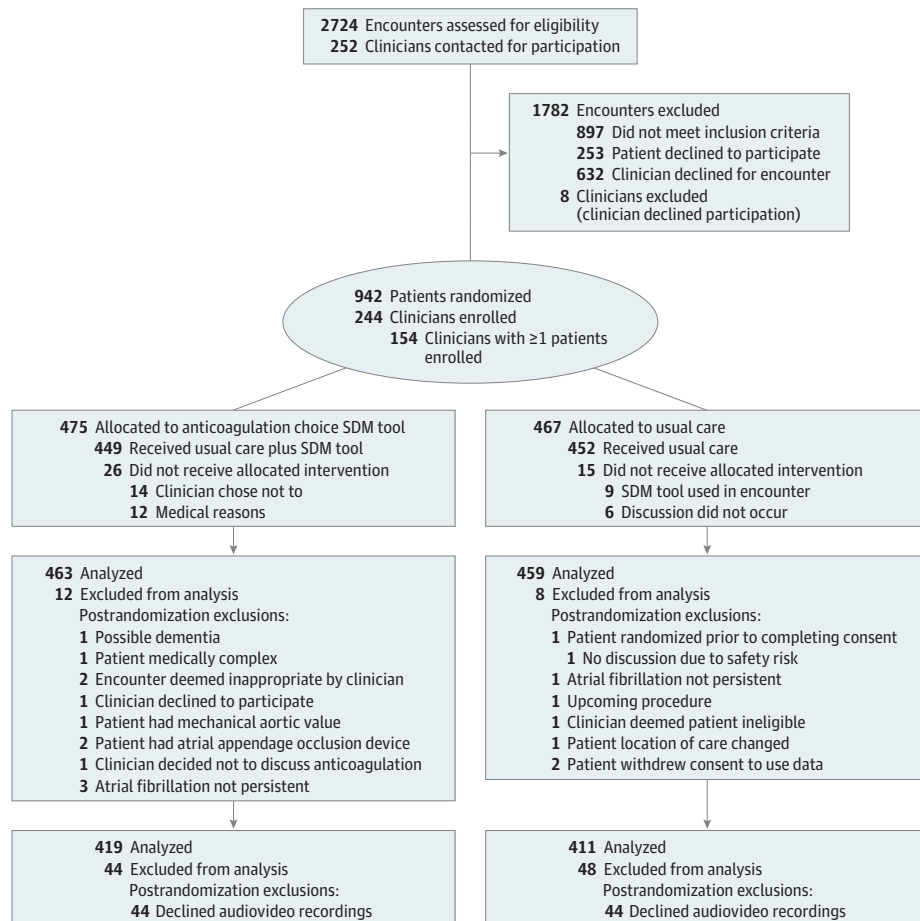 2724 Encounters assessed for eligibility
252 Clinicians contacted for participation
1782 Encounters excluded
897 Did not meet inclusion criteria
253 Patient declined to participate
632 Clinician declined for encounter
8 Clinicians excluded
(clinician declined participation)
942 Patients randomized
244 Clinicians enrolled
154 Clinicians with ≥1 patients
enrolled
475 Allocated to anticoagulation choice SDM tool
449 Received usual care plus SDM tool
26 Did not receive allocated intervention
14 Clinician chose not to
12 Medical reasons
467 Allocated to usual care
452 Received usual care
15 Did not receive allocated intervention
9 SDM tool used in encounter
6 Discussion did not occur
463 Analyzed
12 Excluded from analysis
Postrandomization exclusions:
1 Possible dementia
1 Patient medically complex
2 Encounter deemed inappropriate by clinician
1 Clinician declined to participate
1 Patient had mechanical aortic value
2 Patient had atrial appendage occlusion device
1 Clinician decided not to discuss anticoagulation
3 Atrial fibrillation not persistent
459 Analyzed
8 Excluded from analysis
Postrandomization exclusions:
1 Patient randomized prior to completing consent
1 No discussion due to safety risk
1 Atrial fibrillation not persistent
1 Upcoming procedure
1 Clinician deemed patient ineligible
1 Patient location of care changed
2 Patient withdrew consent to use data
419 Analyzed
44 Excluded from analysis
Postrandomization exclusions:
44 Declined audiovideo recordings
411 Analyzed
48 Excluded from analysis
Postrandomization exclusions:
44 Declined audiovideo recordings